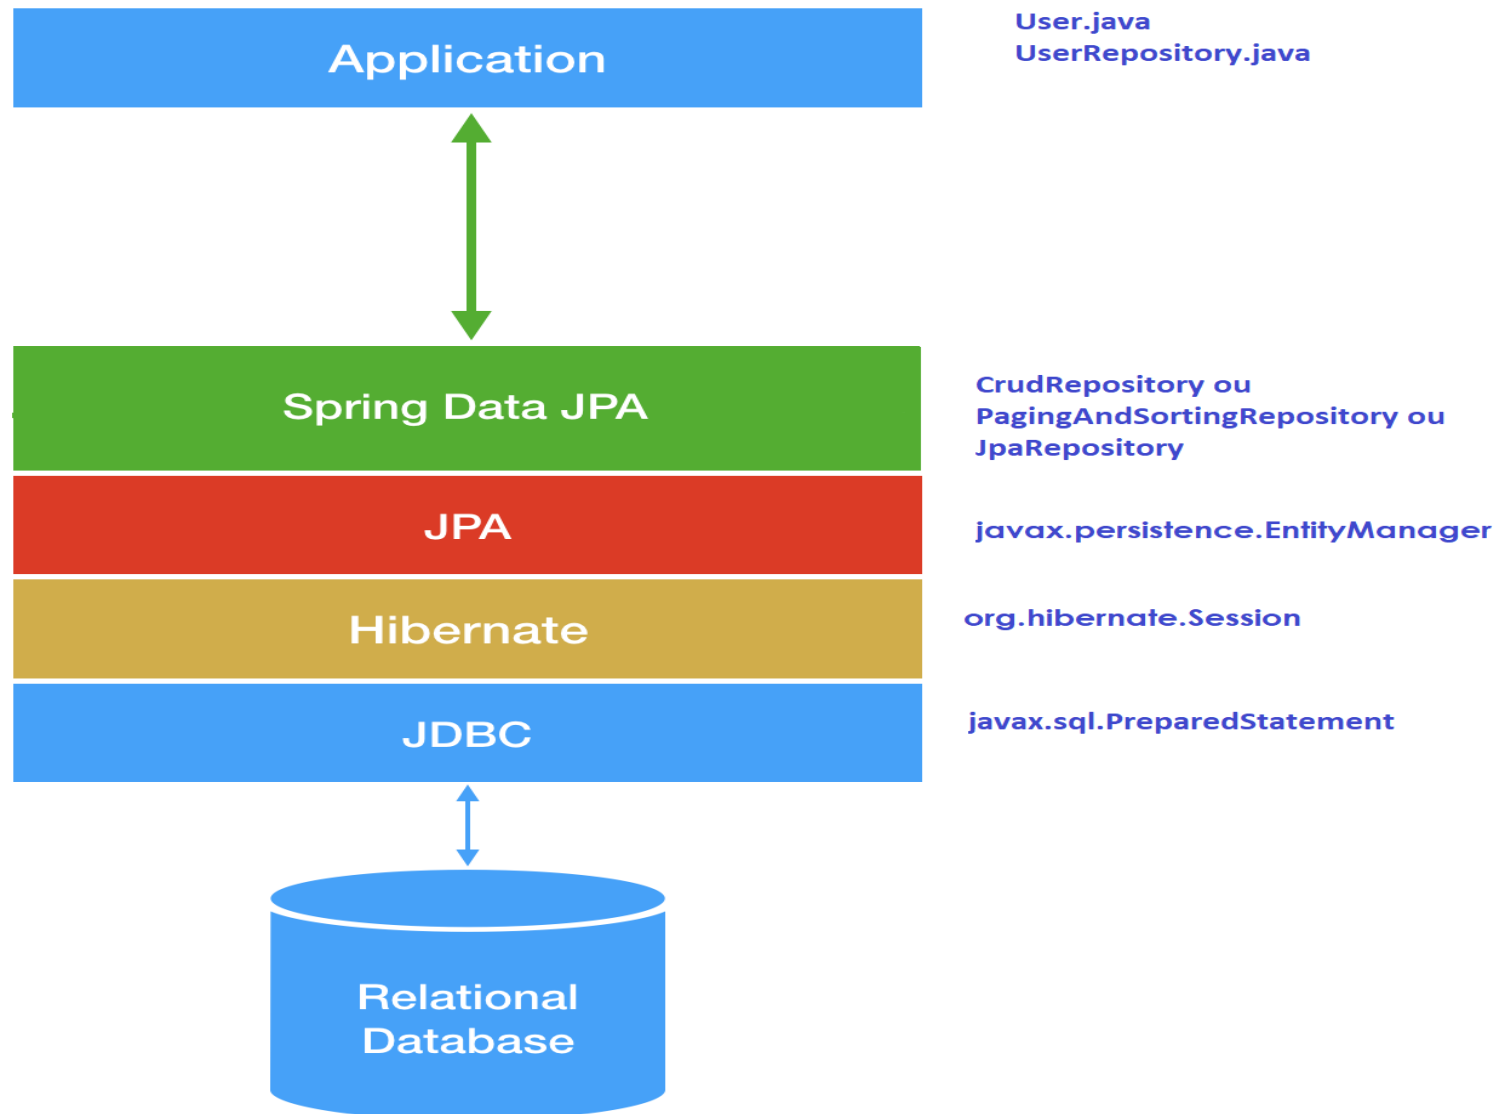 Application
User.java
UserRepository.java
Spring Data JPA
CrudRepository ou
PagingAndSortingRepository ou
JpaRepository
JPA
javax.persistence.EntityManager
Hibernate
org.hibernate.Session
JDBC
javax.sql.PreparedStatement
Relational
Database